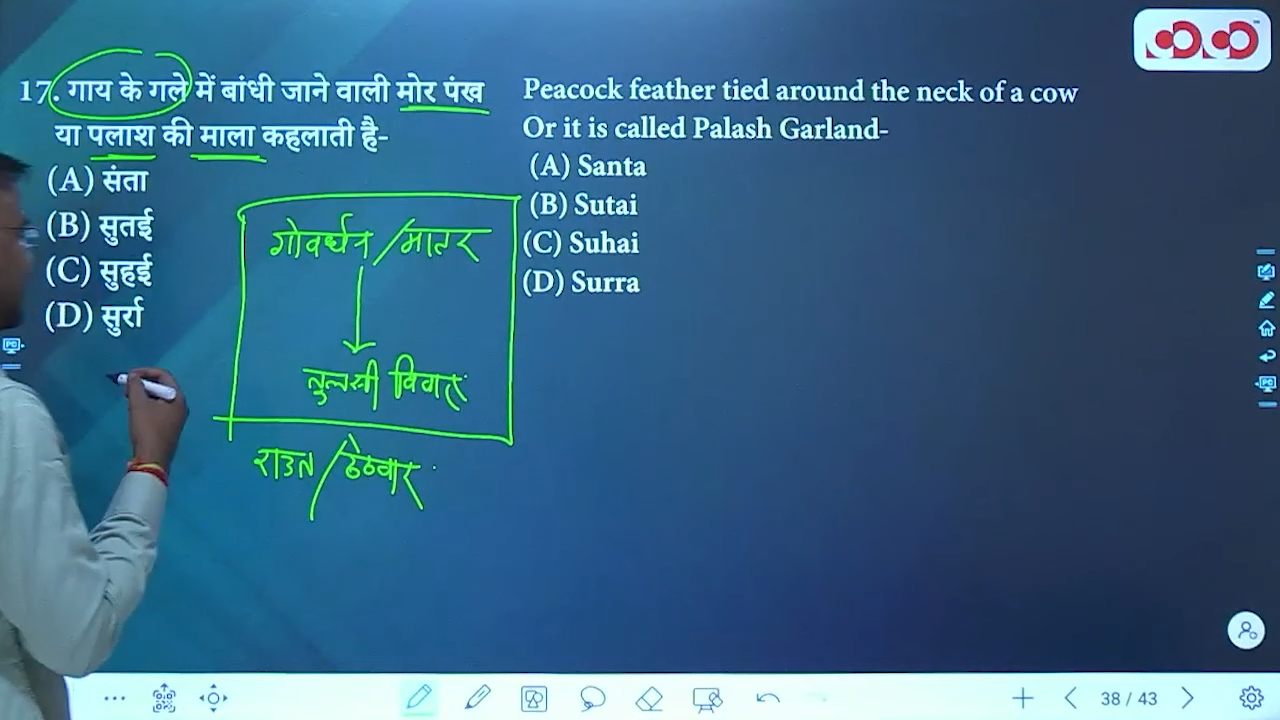 17. गाय के गले में बांधी जाने वाली मोर पंख
या पलाश की माला कहलाती है-
(A) संता
(B) सुतई
(C) सुहई
(D) सुर्रा
Peacock feather tied around the neck of a cow
Or it is called Palash Garland-
(A) Santa
(B) Sutai
(C) Suhai
(D) Surra
गोवर्धन / मातर
तुलसी विवाह
राउत / ठेठवार
38 / 43